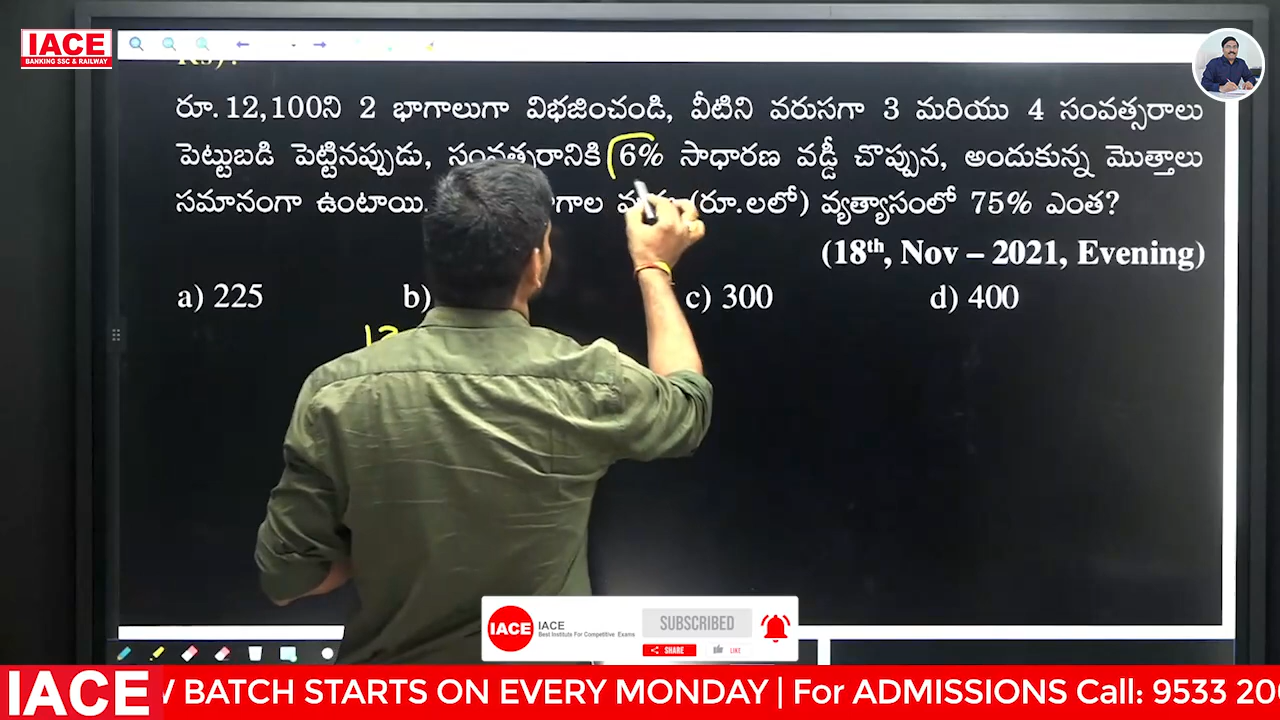 IACE
BANKING SSC & RAILWAY
రూ.12,100ని 2 భాగాలుగా విభజించండి, వీటిని వరుసగా 3 మరియు 4 సంవత్సరాలు
పెట్టుబడి పెట్టినప్పుడు, సంవత్సరానికి 6% సాధారణ వడ్డీ చొప్పున, అందుకున్న మొత్తాలు
సమానంగా ఉంటాయి. (రూ.లలో) వ్యత్యాసంలో 75% ఎంత?
(18th, Nov – 2021, Evening)
a) 225 b) c) 300 d) 400
IACE
IACE
Best Institute For Competitive Exams
SUBSCRIBED
SHARE
LIKE
IACE BATCH STARTS ON EVERY MONDAY | For ADMISSIONS Call: 9533 20